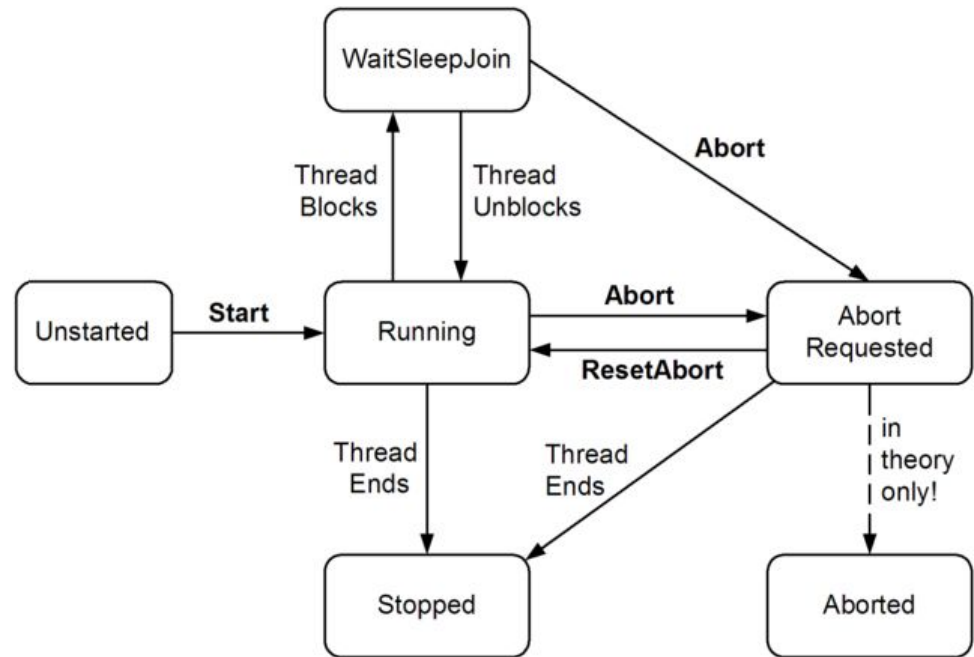 WaitSleepJoin
Abort
Thread
Blocks
Thread
Unblocks
Unstarted
Start
Running
Abort
ResetAbort
Abort
Requested
Thread
Ends
Thread
Ends
in
theory
only!
Stopped
Aborted